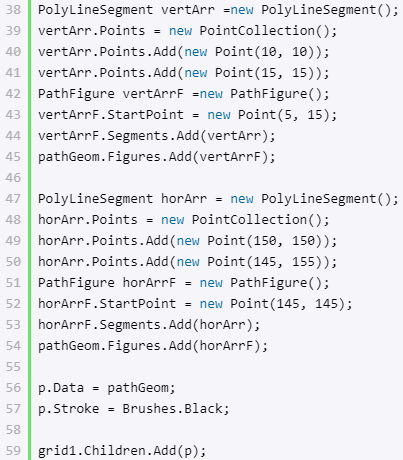 38 PolyLineSegment vertArr =new PolyLineSegment();
39 vertArr.Points = new PointCollection();
40 vertArr.Points.Add(new Point(10, 10));
41 vertArr.Points.Add(new Point(15, 15));
42 PathFigure vertArrF =new PathFigure();
43 vertArrF.StartPoint = new Point(5, 15);
44 vertArrF.Segments.Add(vertArr);
45 pathGeom.Figures.Add(vertArrF);
46
47 PolyLineSegment horArr = new PolyLineSegment();
48 horArr.Points = new PointCollection();
49 horArr.Points.Add(new Point(150, 150));
50 horArr.Points.Add(new Point(145, 155));
51 PathFigure horArrF = new PathFigure();
52 horArrF.StartPoint = new Point(145, 145);
53 horArrF.Segments.Add(horArr);
54 pathGeom.Figures.Add(horArrF);
55
56 p.Data = pathGeom;
57 p.Stroke = Brushes.Black;
58
59 grid1.Children.Add(p);